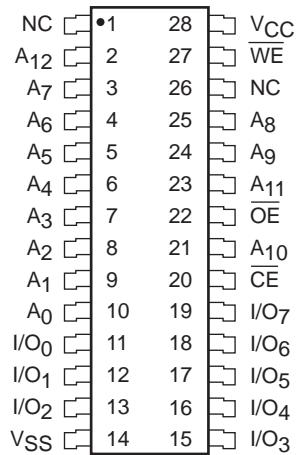 NC 1 28 VCC
A12 2 27 WE
A7 3 26 NC
A6 4 25 A8
A5 5 24 A9
A4 6 23 A11
A3 7 22 OE
A2 8 21 A10
A1 9 20 CE
A0 10 19 I/O7
I/O0 11 18 I/O6
I/O1 12 17 I/O5
I/O2 13 16 I/O4
VSS 14 15 I/O3